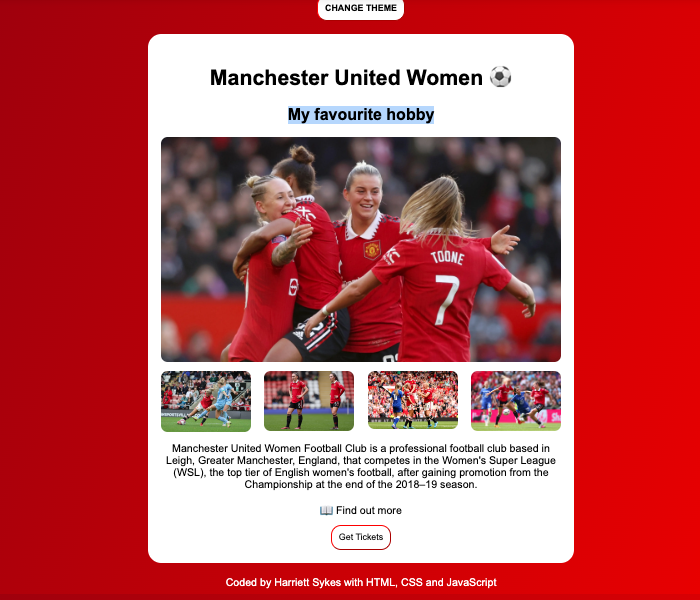 CHANGE THEME
Manchester United Women ⚽
My favourite hobby
TOONE
7
Manchester United Women Football Club is a professional football club based in
Leigh, Greater Manchester, England, that competes in the Women's Super League
(WSL), the top tier of English women's football, after gaining promotion from the
Championship at the end of the 2018–19 season.
📖 Find out more
Get Tickets
Coded by Harriett Sykes with HTML, CSS and JavaScript